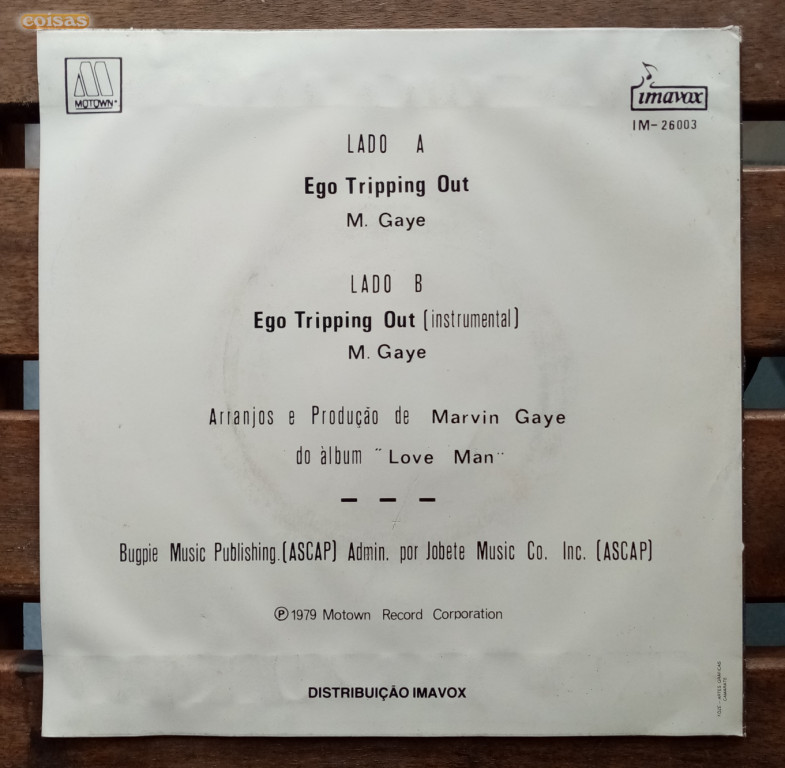 coisas
MOTOWN
imavox
IM-26003
LADO A
Ego Tripping Out
M. Gaye
LADO B
Ego Tripping Out (instrumental)
M. Gaye
Arranjos e Produção de Marvin Gaye
do àlbum "Love Man"
Bugpie Music Publishing.(ASCAP) Admin. por Jobete Music Co. Inc. (ASCAP)
℗ 1979 Motown Record Corporation
DISTRIBUIÇÃO IMAVOX